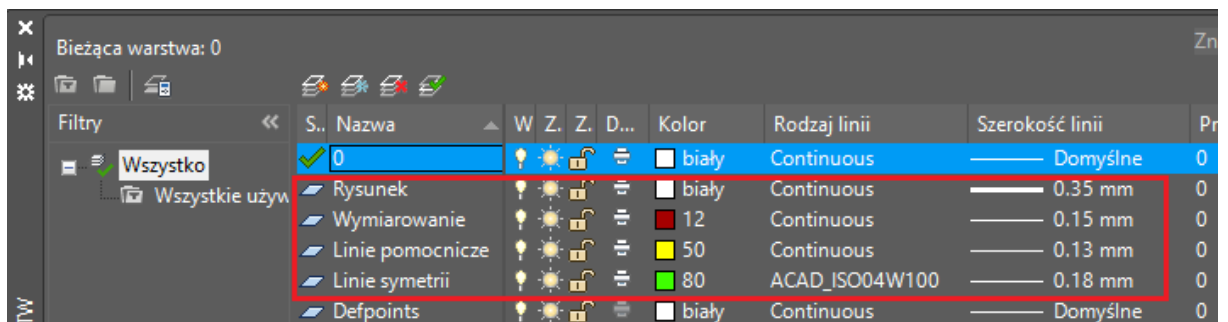 Bieżąca warstwa: 0
Zn
Filtry
S.. Nazwa W Z. Z. D... Kolor Rodzaj linii Szerokość linii Pr
Wszystko
Wszystkie używ
0 biały Continuous Domyślne 0
Rysunek biały Continuous 0.35 mm 0
Wymiarowanie 12 Continuous 0.15 mm 0
Linie pomocnicze 50 Continuous 0.13 mm 0
Linie symetrii 80 ACAD_ISO04W100 0.18 mm 0
Defpoints biały Continuous Domyślne 0